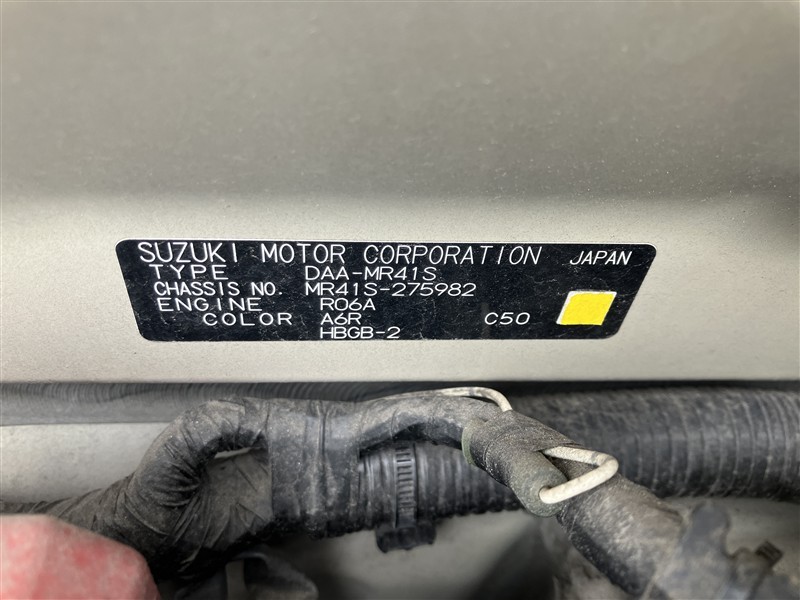 SUZUKI MOTOR CORPORATION JAPAN
TYPE DAA-MR41S
CHASSIS NO. MR41S-275982
ENGINE R06A
COLOR A6R C50
HBGB-2